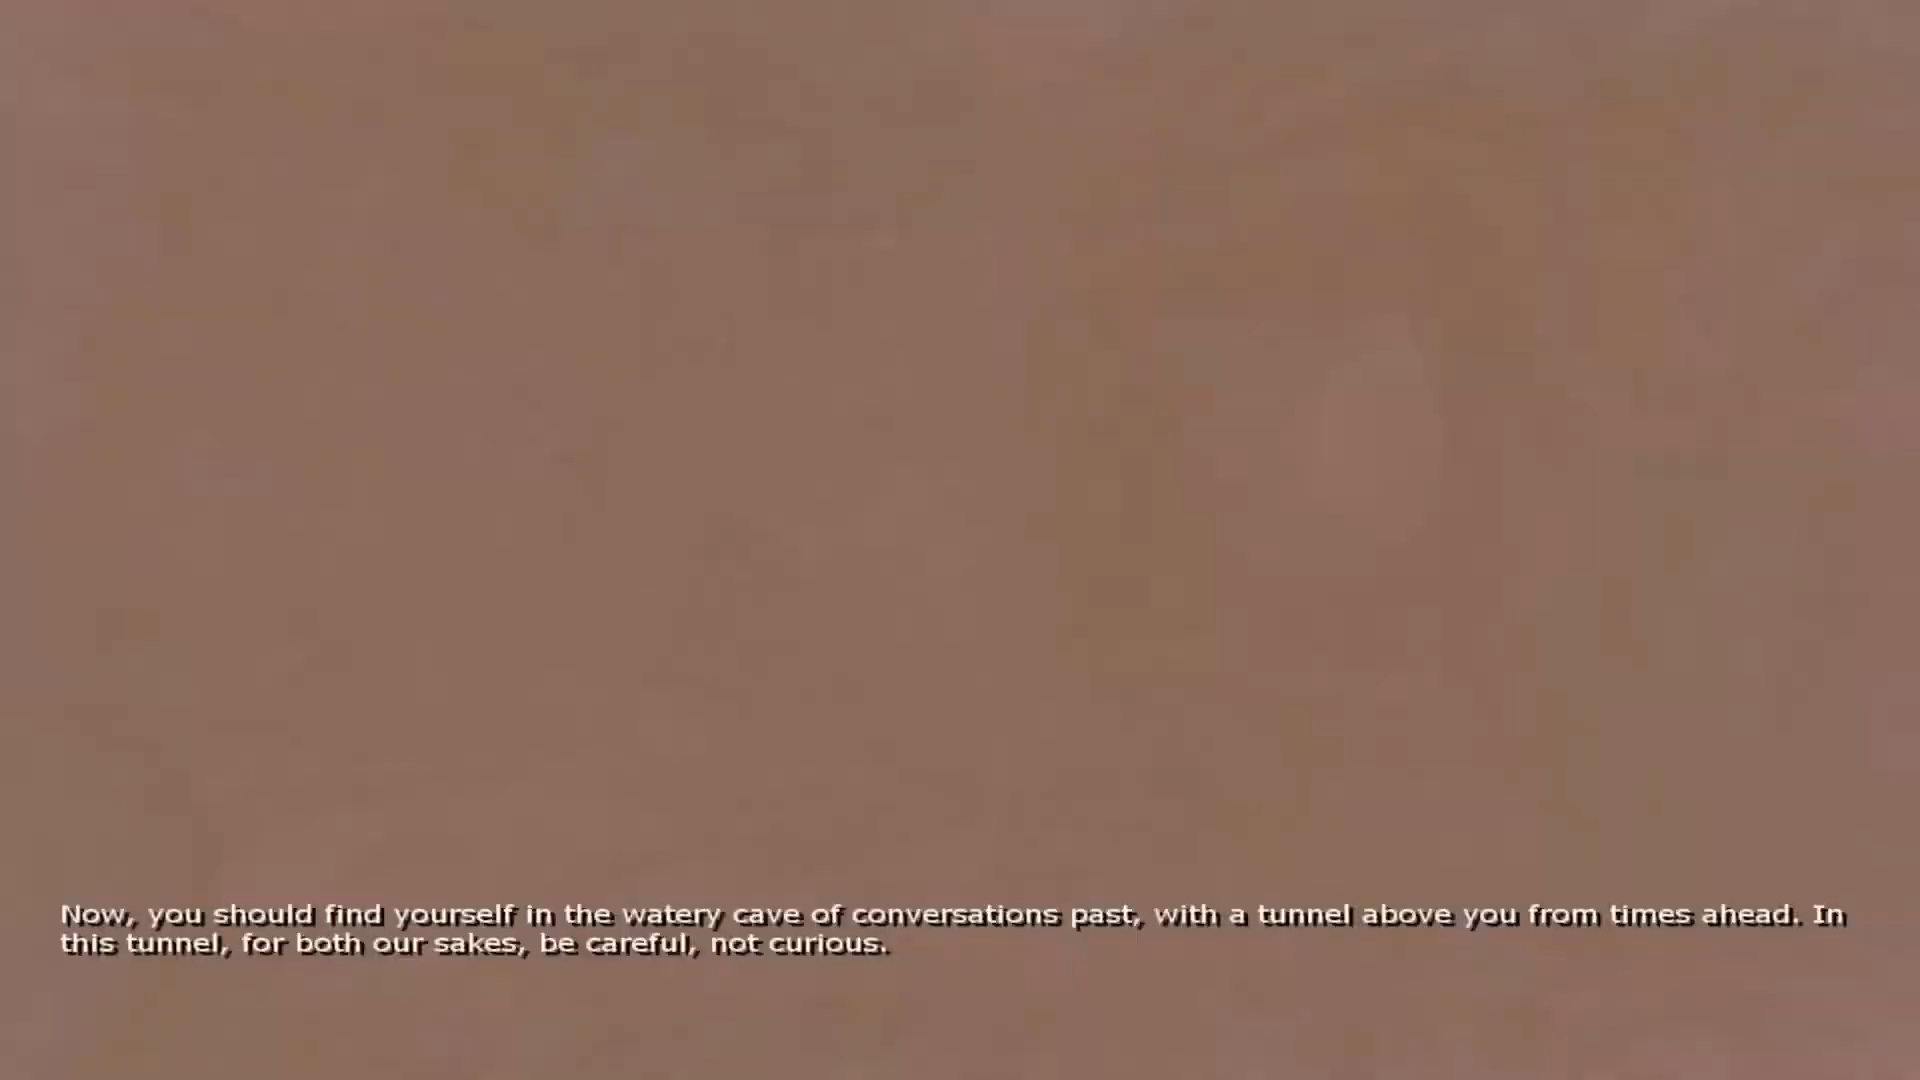 Now, you should find yourself in the watery cave of conversations past, with a tunnel above you from times ahead. In
this tunnel, for both our sakes, be careful, not curious.